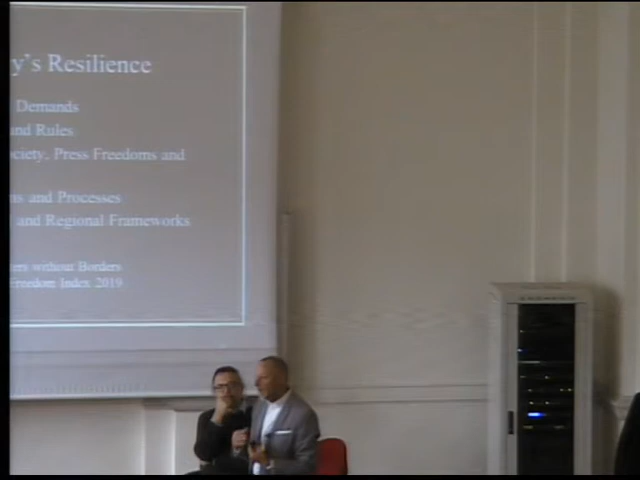 y's Resilience
Demands
and Rules
ociety, Press Freedoms and
ns and Processes
and Regional Frameworks
ers without Borders
Freedom Index 2019